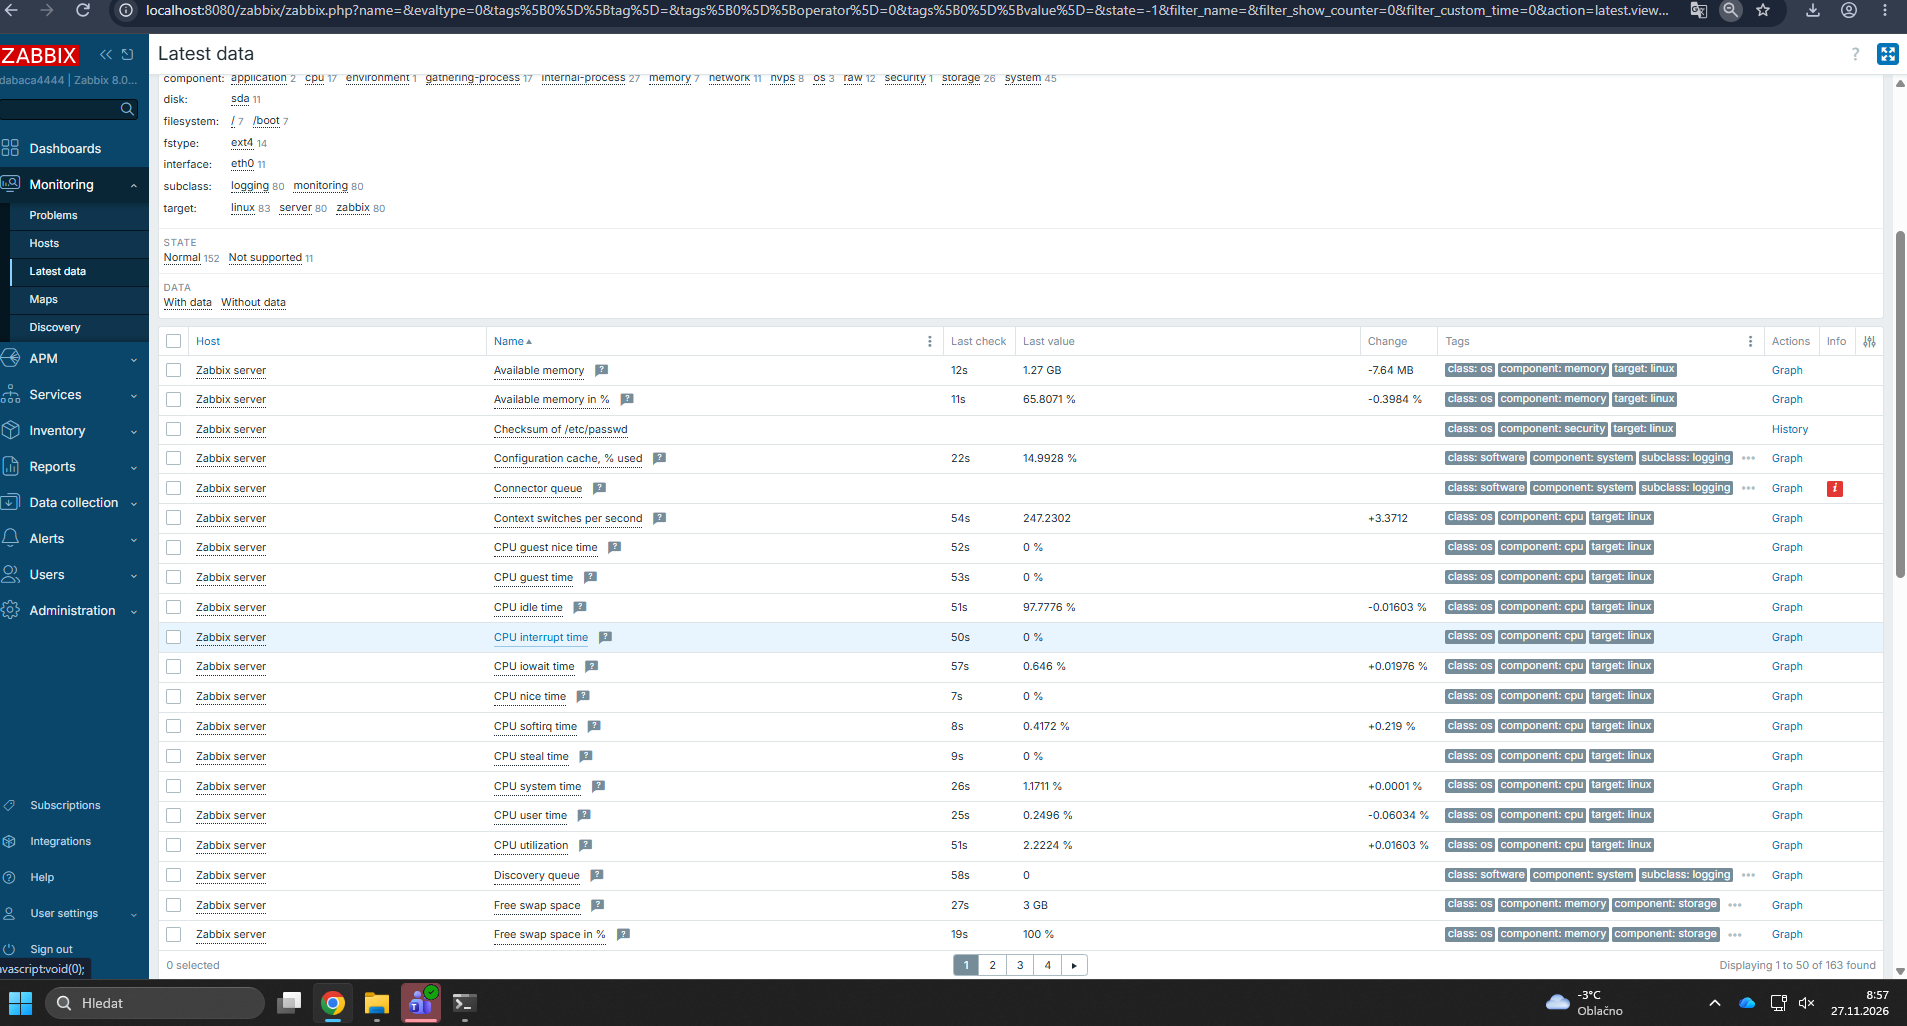 localhost:8080/zabbix/zabbix.php?name=&evaltype=0&tags%5B0%5D%5Btag%5D=&tags%5B0%5D%5Boperator%5D=0&tags%5B0%5D%5Bvalue%5D=&state=-1&filter_name=&filter_show_counter=0&filter_custom_time=0&action=latest.view...
ZABBIX
dabaca4444 | Zabbix 8.0...
Dashboards
Monitoring
Problems
Hosts
Latest data
Maps
Discovery
APM
Services
Inventory
Reports
Data collection
Alerts
Users
Administration
Subscriptions
Integrations
Help
User settings
Sign out
avascript:void(0);
Latest data
?
component: application 2 cpu 17 environment 1 gathering-process 17 internal-process 27 memory 7 network 11 nvps 8 os 3 raw 12 security 1 storage 26 system 45
disk: sda 11
filesystem: / 7 /boot 7
fstype: ext4 14
interface: eth0 11
subclass: logging 80 monitoring 80
target: linux 83 server 80 zabbix 80
STATE
Normal 152 Not supported 11
DATA
With data Without data
Host Name Last check Last value Change Tags Actions Info
Zabbix server Available memory ? 12s 1.27 GB -7.64 MB class: os component: memory target: linux Graph
Zabbix server Available memory in % ? 11s 65.8071 % -0.3984 % class: os component: memory target: linux Graph
Zabbix server Checksum of /etc/passwd class: os component: security target: linux History
Zabbix server Configuration cache, % used ? 22s 14.9928 % class: software component: system subclass: logging ••• Graph
Zabbix server Connector queue ? class: software component: system subclass: logging ••• Graph i
Zabbix server Context switches per second ? 54s 247.2302 +3.3712 class: os component: cpu target: linux Graph
Zabbix server CPU guest nice time ? 52s 0 % class: os component: cpu target: linux Graph
Zabbix server CPU guest time ? 53s 0 % class: os component: cpu target: linux Graph
Zabbix server CPU idle time ? 51s 97.7776 % -0.01603 % class: os component: cpu target: linux Graph
Zabbix server CPU interrupt time ? 50s 0 % class: os component: cpu target: linux Graph
Zabbix server CPU iowait time ? 57s 0.646 % +0.01976 % class: os component: cpu target: linux Graph
Zabbix server CPU nice time ? 7s 0 % class: os component: cpu target: linux Graph
Zabbix server CPU softirq time ? 8s 0.4172 % +0.219 % class: os component: cpu target: linux Graph
Zabbix server CPU steal time ? 9s 0 % class: os component: cpu target: linux Graph
Zabbix server CPU system time ? 26s 1.1711 % +0.0001 % class: os component: cpu target: linux Graph
Zabbix server CPU user time ? 25s 0.2496 % -0.06034 % class: os component: cpu target: linux Graph
Zabbix server CPU utilization ? 51s 2.2224 % +0.01603 % class: os component: cpu target: linux Graph
Zabbix server Discovery queue ? 58s 0 class: software component: system subclass: logging ••• Graph
Zabbix server Free swap space ? 27s 3 GB class: os component: memory component: storage ••• Graph
Zabbix server Free swap space in % ? 19s 100 % class: os component: memory component: storage ••• Graph
0 selected 1 2 3 4 Displaying 1 to 50 of 163 found
Hledat
-3°C
Oblačno
8:57
27.11.2026